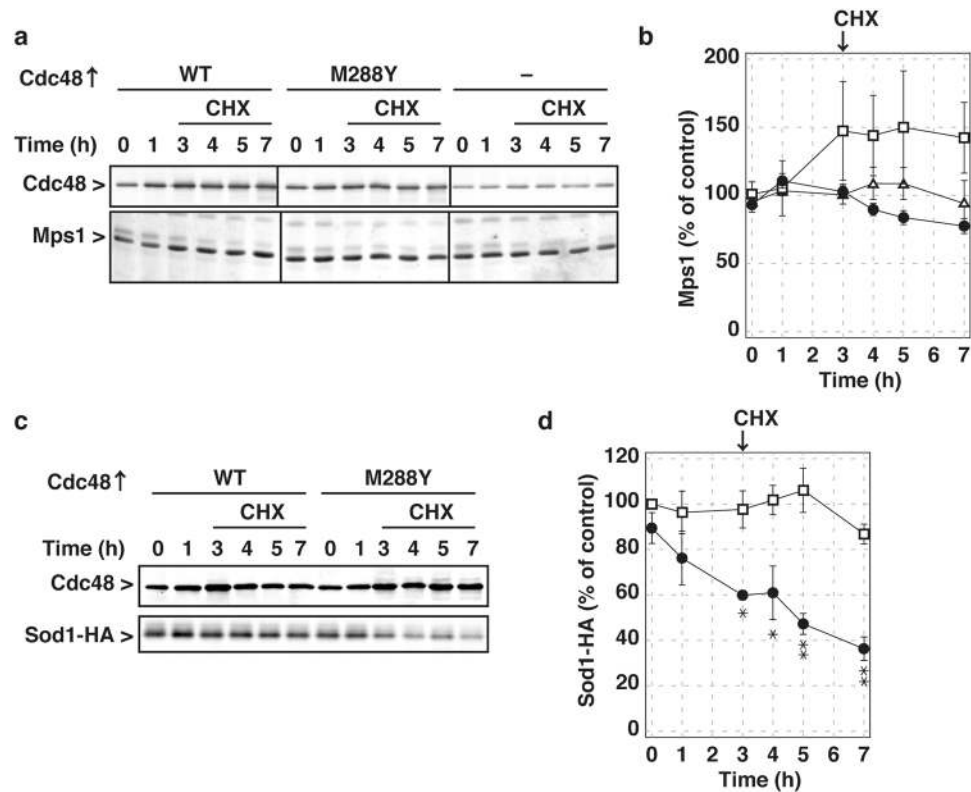 a
Cdc48↑ WT M288Y –
CHX CHX CHX
Time (h) 0 1 3 4 5 7 0 1 3 4 5 7 0 1 3 4 5 7
Cdc48 >
Mps1 >
b
CHX
↓
200
150
100
50
0
Mps1 (% of control)
0 1 2 3 4 5 6 7
Time (h)
c
Cdc48↑ WT M288Y
CHX CHX
Time (h) 0 1 3 4 5 7 0 1 3 4 5 7
Cdc48 >
Sod1-HA >
d
CHX
↓
120
100
80
60
40
20
0
Sod1-HA (% of control)
* * * * * *
0 1 2 3 4 5 6 7
Time (h)